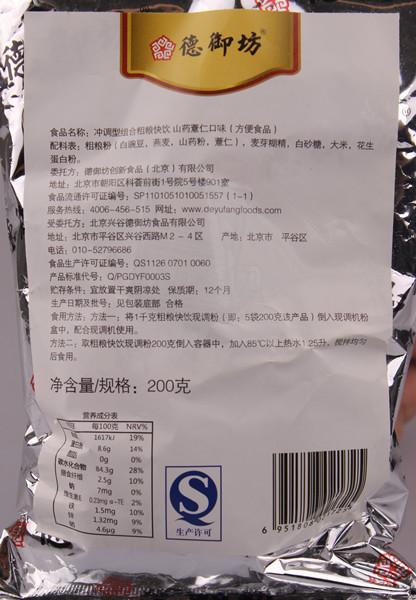 德御坊®
食品名称：冲调型组合粗粮快饮 山药薏仁口味（方便食品）
配料表：粗粮粉（白豌豆，燕麦，山药粉，薏仁），麦芽糊精，白砂糖，大米，花生
蛋白粉。
委托方：德御坊创新食品（北京）有限公司
地址：北京市朝阳区科荟前街1号院5号楼901室
食品流通许可证编号：SP1101051010051557（1-1）
服务热线：4006-456-515 网址：www.deyufangfoods.com
受委托方：北京兴谷德御坊食品有限公司
地址：北京市平谷区兴谷西路M2－4区 产地：北京市 平谷区
电话：010-52796686
食品生产许可证编号：QS1126 0701 0060
产品标准号：Q/PGDYF0003S
贮存条件：宜放置干爽阴凉处 保质期：12个月
生产日期及批号：见包装底部 合格
食用方法：方法一：将1千克粗粮快饮现调粉（即：5袋200克该产品）倒入现调机粉
盒中，配合现调机使用。
方法二：取粗粮快饮现调粉200克倒入容器中，加入85℃以上热水1.25升，搅拌均匀
后食用。
净含量/规格：200克
营养成分表
每100克 NRV%
1617kJ 19%
8.6g 14%
0g 0%
碳水化合物 84.3g 28%
膳食纤维 2.5g 10%
钠 7mg 0%
维生素E 0.23mg α-TE 2%
镁 1.5mg 10%
锌 1.32mg 9%
硒 4.6μg 9%
QS
生产许可